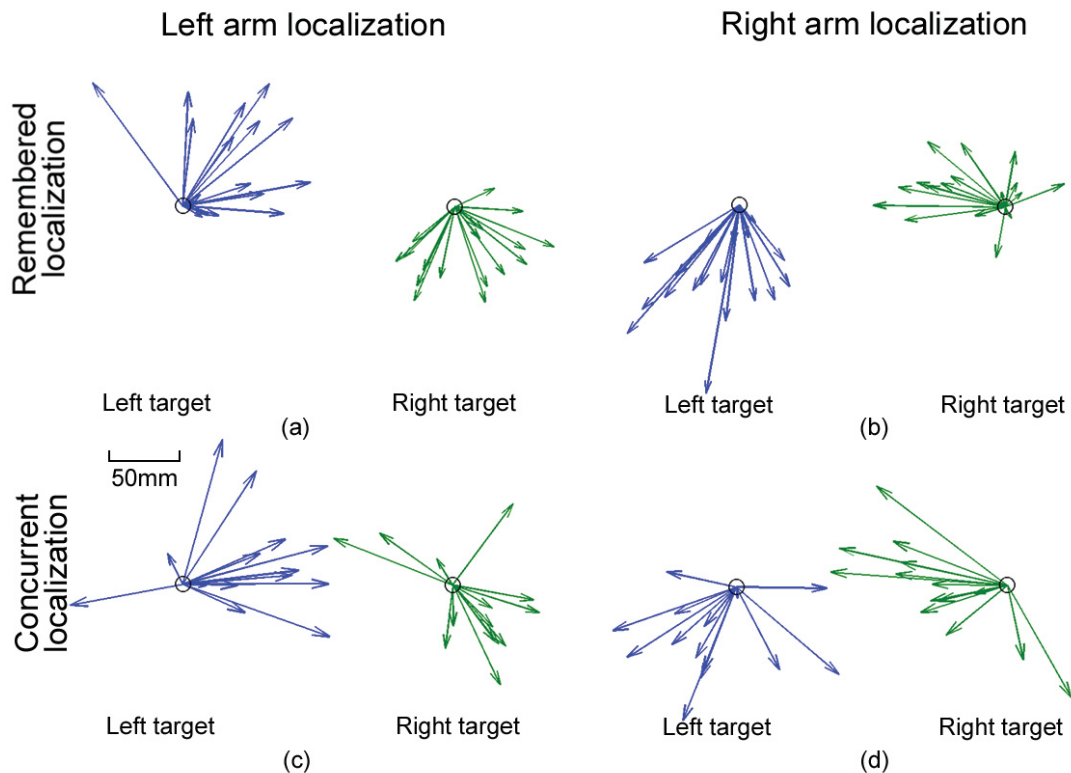 Left arm localization
Right arm localization
Remembered
localization
Left target
Right target
(a)
Left target
Right target
(b)
50mm
Concurrent
localization
Left target
Right target
(c)
Left target
Right target
(d)